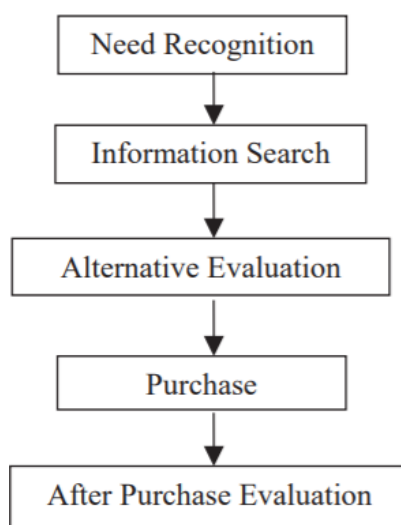 Need Recognition
Information Search
Alternative Evaluation
Purchase
After Purchase Evaluation